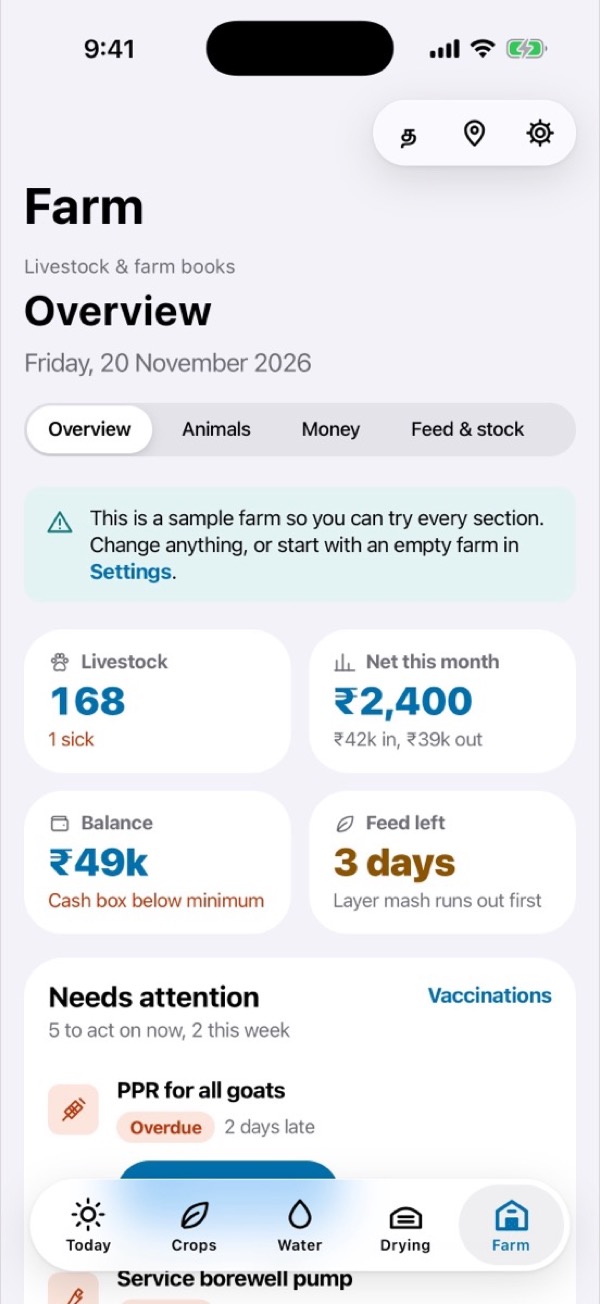 9:41
த
Farm
Livestock & farm books
Overview
Friday, 20 November 2026
Overview Animals Money Feed & stock
This is a sample farm so you can try every section.
Change anything, or start with an empty farm in
Settings.
Livestock
168
1 sick
Net this month
₹2,400
₹42k in, ₹39k out
Balance
₹49k
Cash box below minimum
Feed left
3 days
Layer mash runs out first
Needs attention
Vaccinations
5 to act on now, 2 this week
PPR for all goats
Overdue 2 days late
Today Crops Water Drying Farm
Service borewell pump